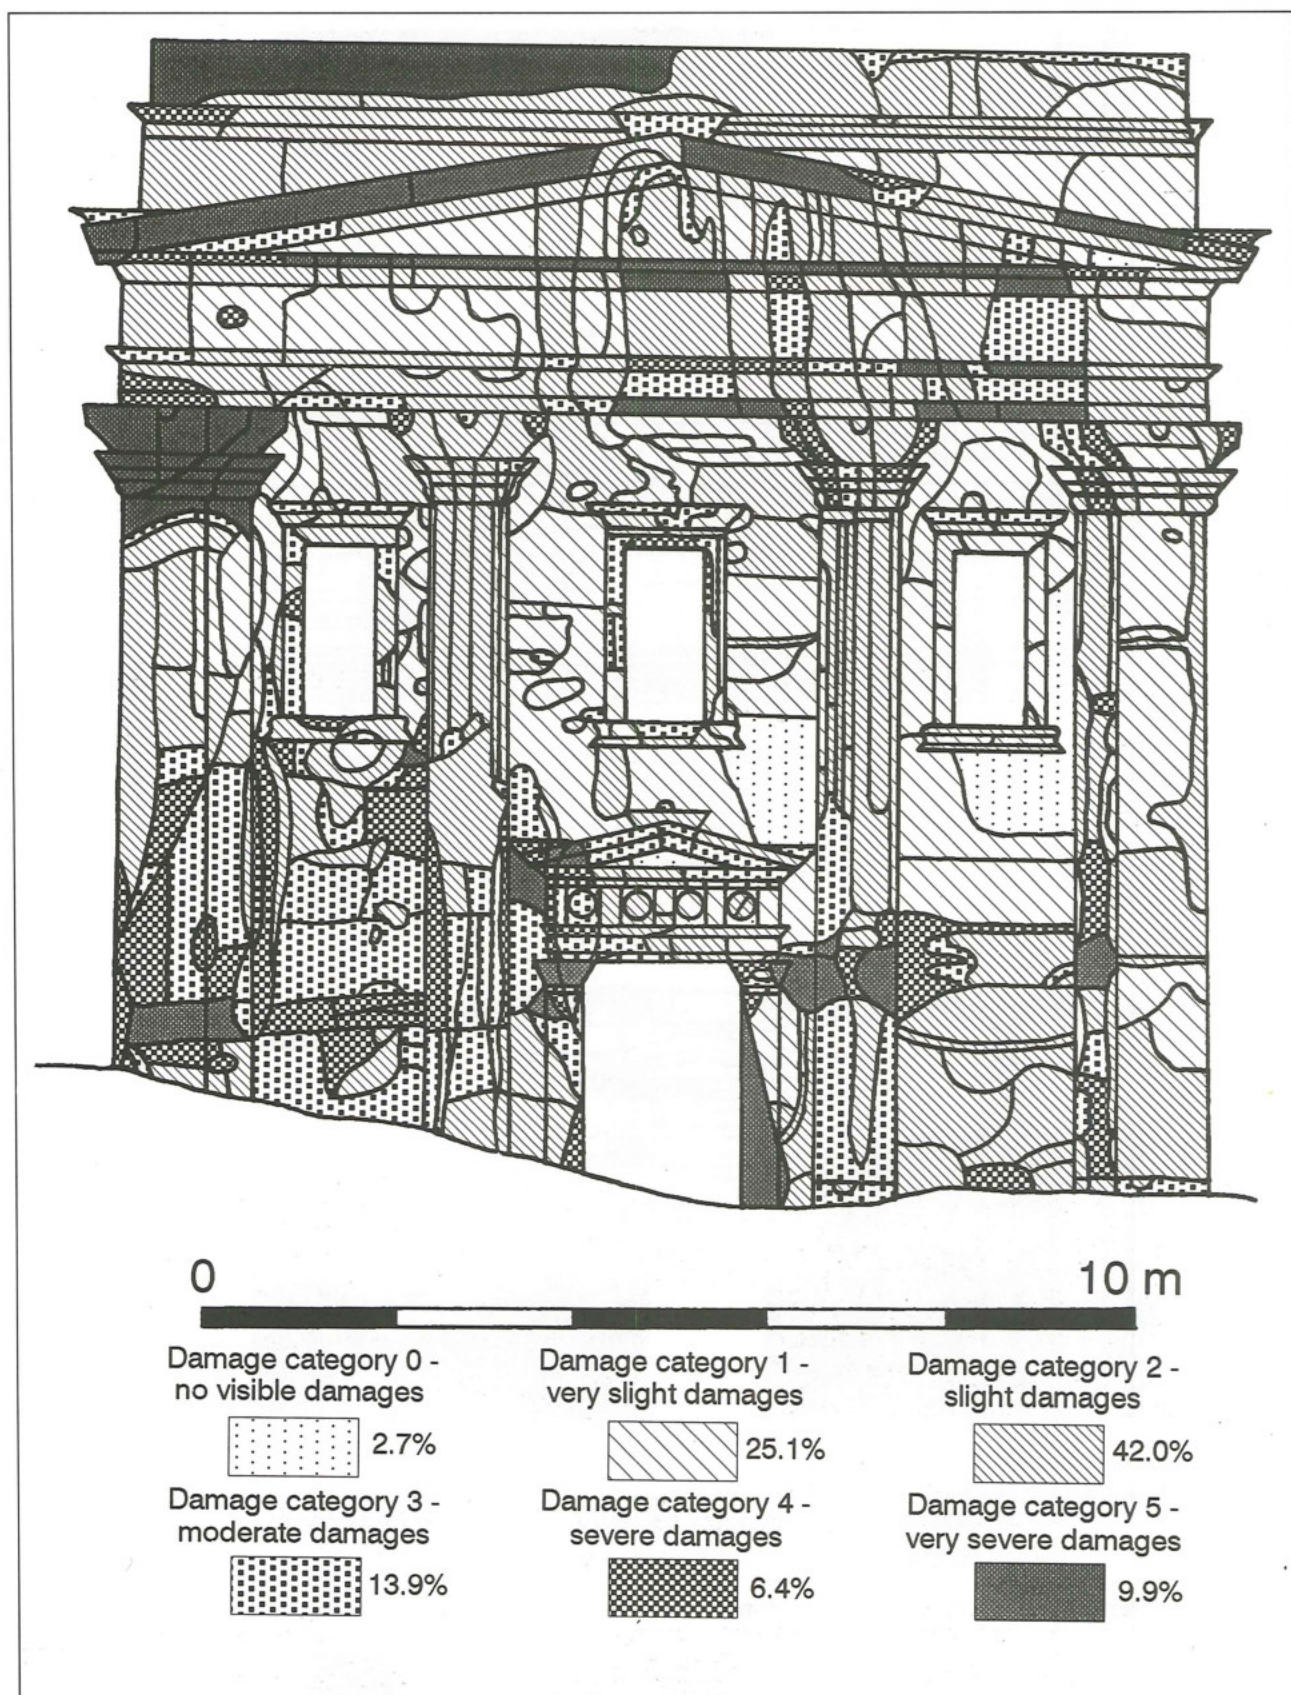 0 10 m
Damage category 0 -
no visible damages
2.7%
Damage category 1 -
very slight damages
25.1%
Damage category 2 -
slight damages
42.0%
Damage category 3 -
moderate damages
13.9%
Damage category 4 -
severe damages
6.4%
Damage category 5 -
very severe damages
9.9%